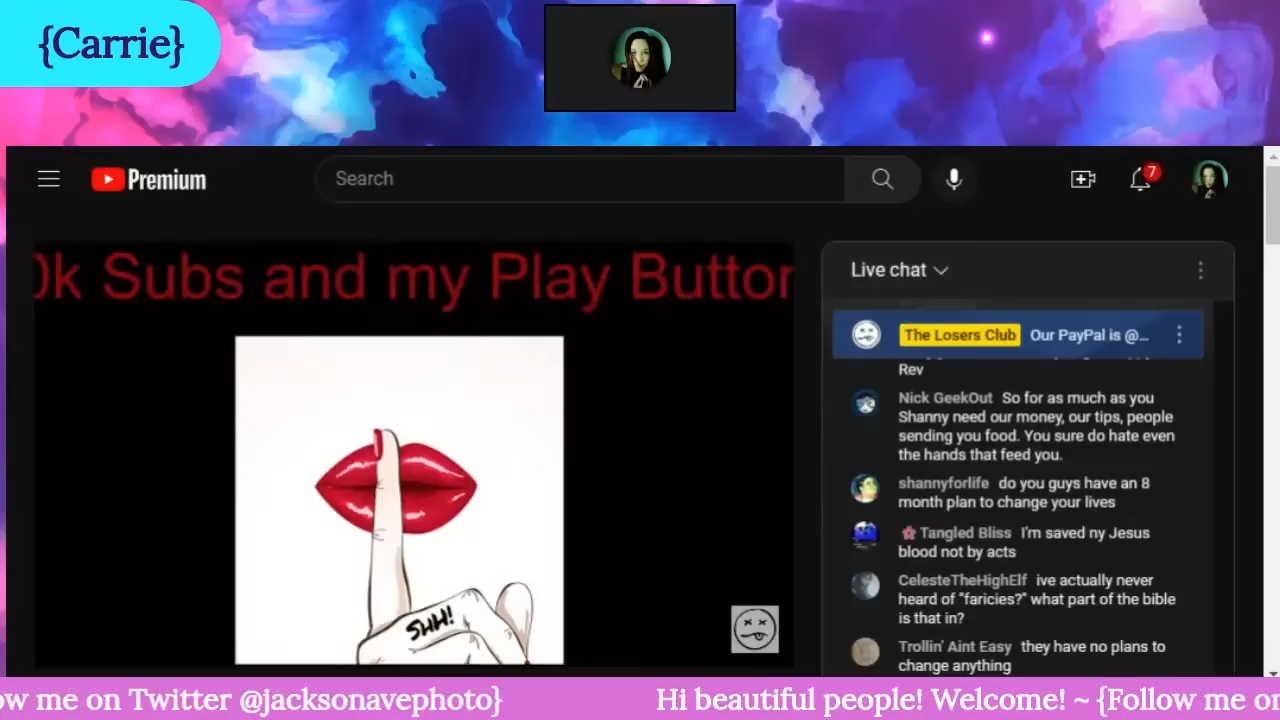 {Carrie}
Premium
Search
7
0k Subs and my Play Button
Live chat
The Losers Club Our PayPal is @...
Rev
Nick GeekOut So for as much as you
Shanny need our money, our tips, people
sending you food. You sure do hate even
the hands that feed you.
shannyforlife do you guys have an 8
month plan to change your lives
Tangled Bliss I'm saved ny Jesus
blood not by acts
CelesteTheHighElf ive actually never
heard of "faricies?" what part of the bible
is that in?
Trollin' Aint Easy they have no plans to
change anything
SHH!
ow me on Twitter @jacksonavephoto} Hi beautiful people! Welcome! ~ {Follow me on